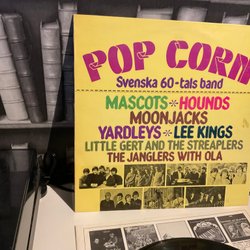 POP CORN
Svenska 60-tals band
MASCOTS * HOUNDS
MOONJACKS
YARDLEYS * LEE KINGS
LITTLE GERT AND THE STREAPLERS
THE JANGLERS WITH OLA